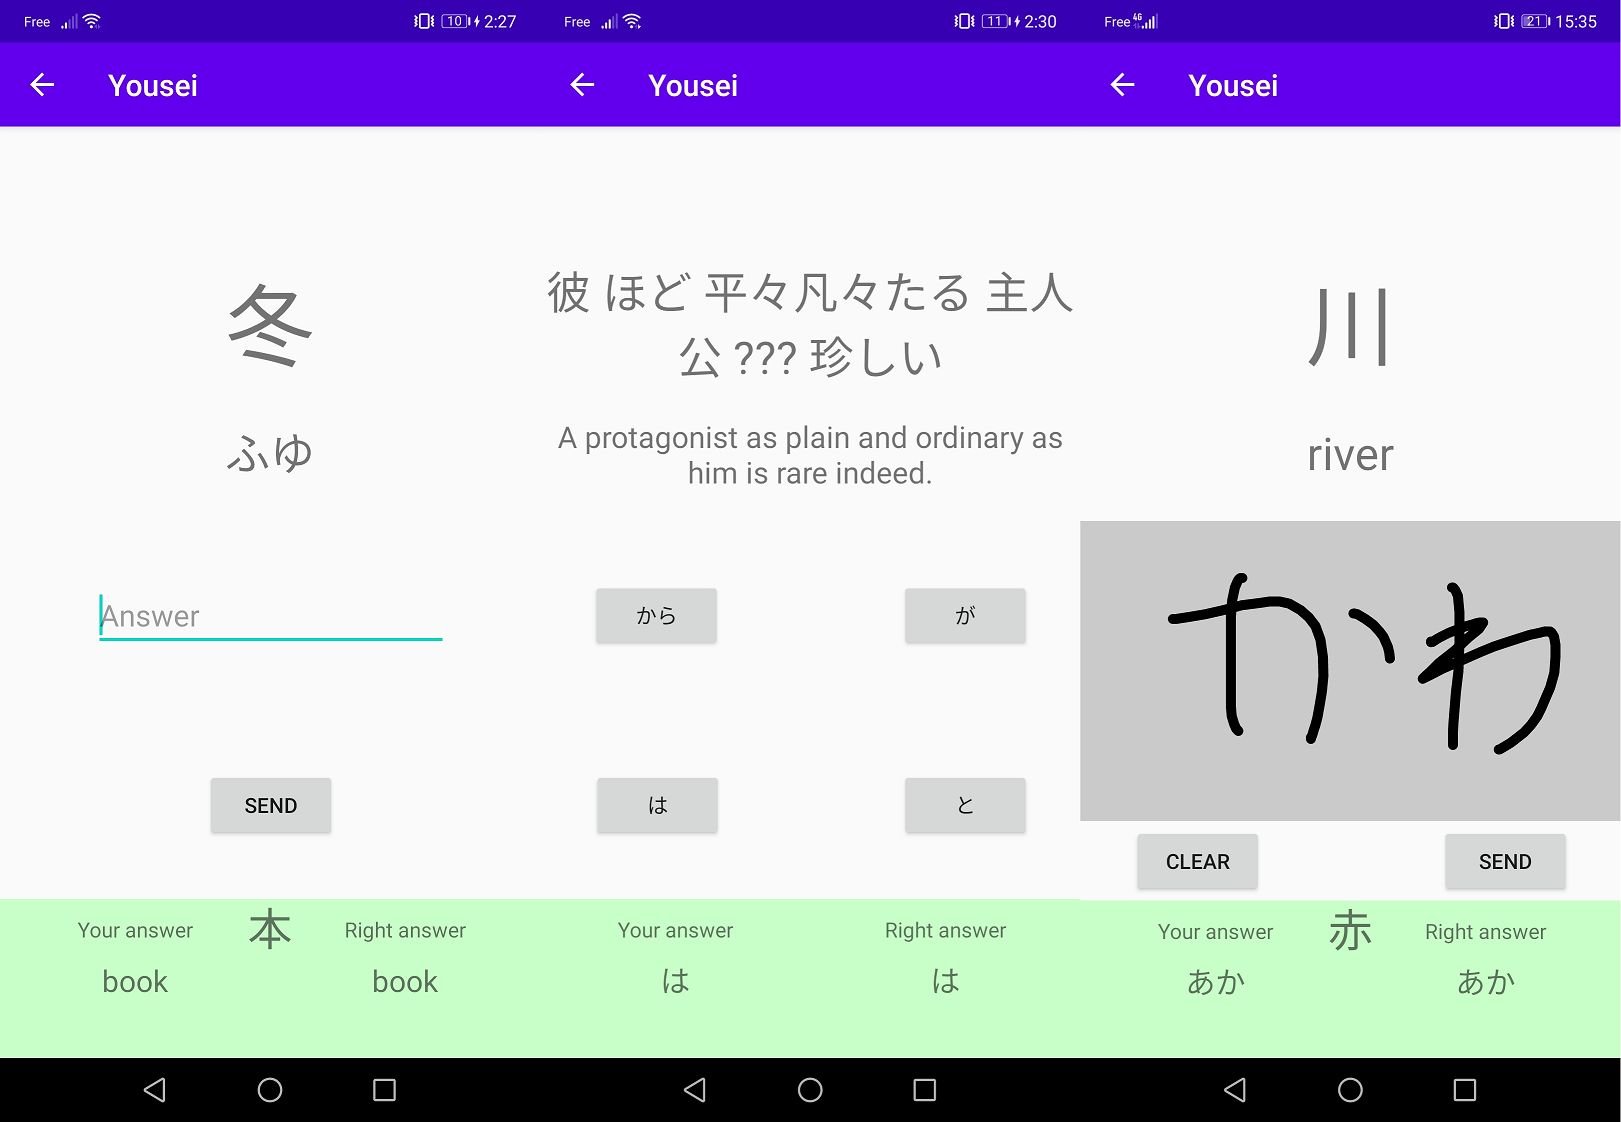 Free 10 2:27
Yousei
冬
ふゆ
Answer
SEND
Your answer 本 Right answer
book book
Free 11 2:30
Yousei
彼 ほど 平々凡々たる 主人
公 ??? 珍しい
A protagonist as plain and ordinary as
him is rare indeed.
から が
は と
Your answer Right answer
は は
Free 4G 21 15:35
Yousei
川
river
かわ
CLEAR SEND
Your answer 赤 Right answer
あか あか